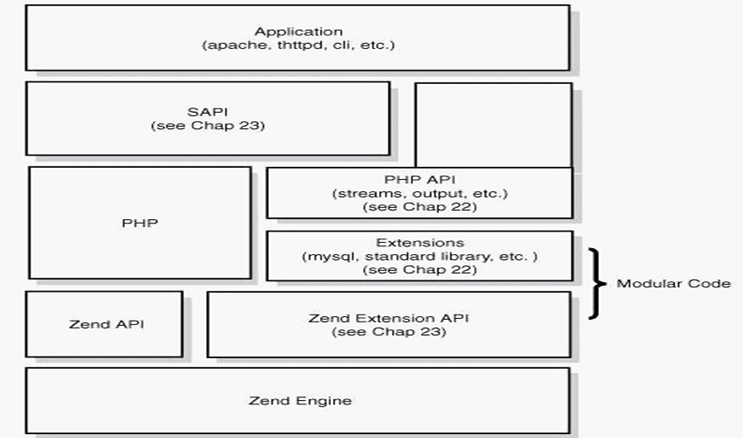 Application
(apache, thttpd, cli, etc.)
SAPI
(see Chap 23)
PHP API
(streams, output, etc.)
(see Chap 22)
PHP
Extensions
(mysql, standard library, etc. )
(see Chap 22)
Modular Code
Zend API
Zend Extension API
(see Chap 23)
Zend Engine